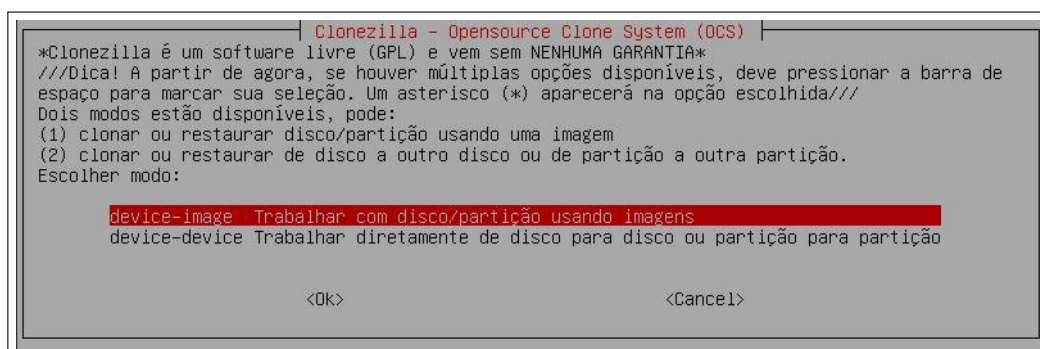 Clonezilla - Opensource Clone System (OCS)
*Clonezilla é um software livre (GPL) e vem sem NENHUMA GARANTIA*
///Dica! A partir de agora, se houver múltiplas opções disponíveis, deve pressionar a barra de
espaço para marcar sua seleção. Um asterisco (*) aparecerá na opção escolhida///
Dois modos estão disponíveis, pode:
(1) clonar ou restaurar disco/partição usando uma imagem
(2) clonar ou restaurar de disco a outro disco ou de partição a outra partição.
Escolher modo:
device-image Trabalhar com disco/partição usando imagens
device-device Trabalhar diretamente de disco para disco ou partição para partição
<Ok> <Cancel>